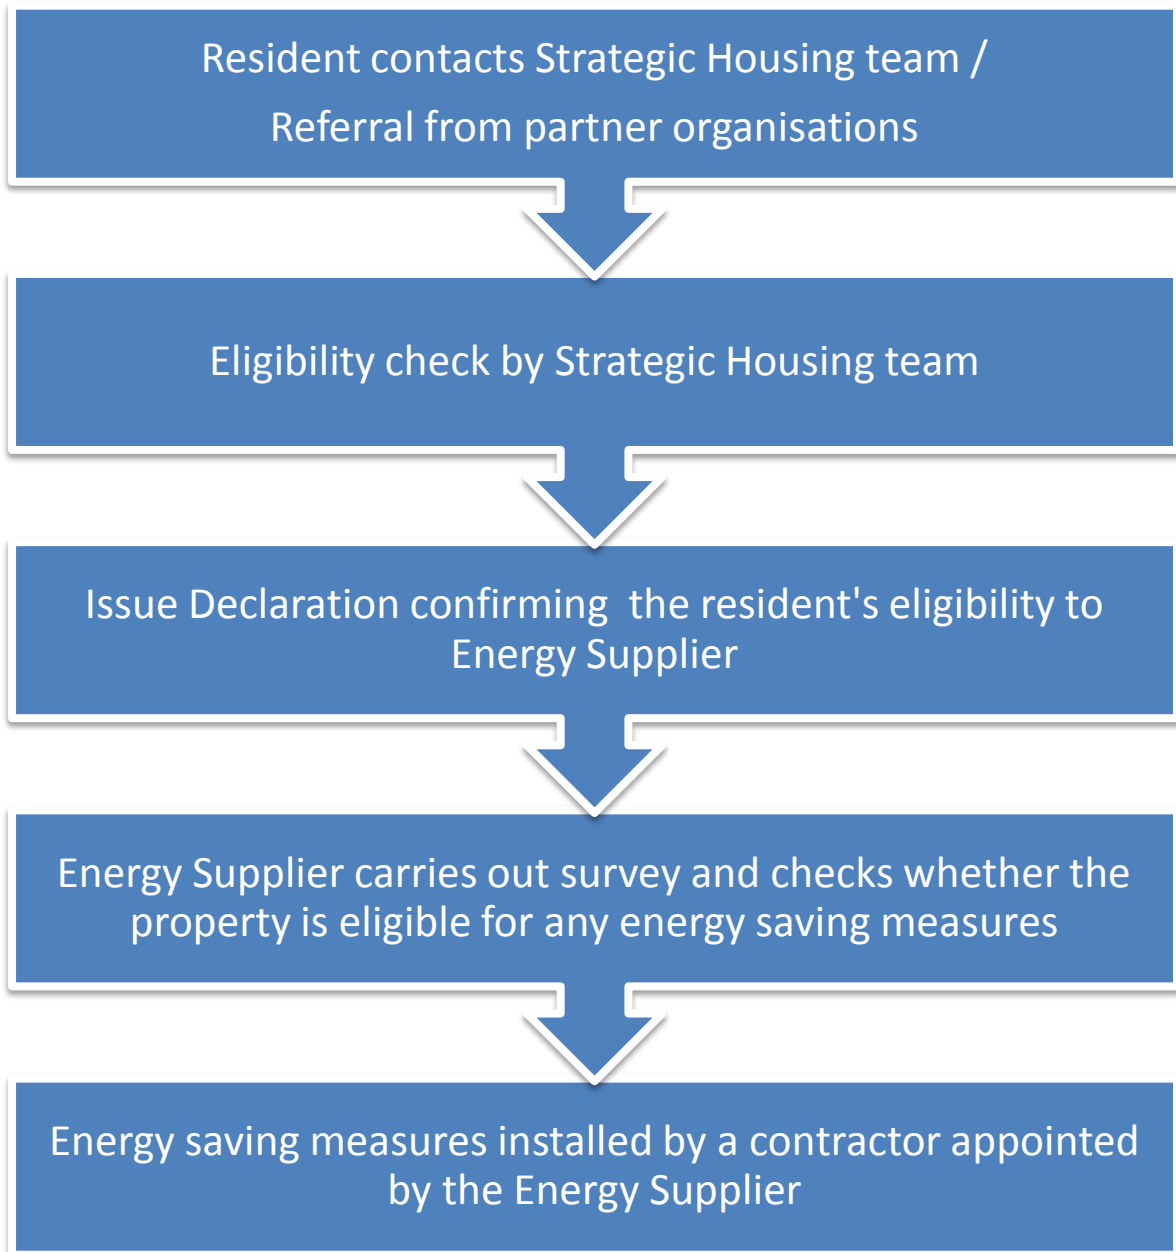 Resident contacts Strategic Housing team /
Referral from partner organisations
Eligibility check by Strategic Housing team
Issue Declaration confirming  the resident's eligibility to
Energy Supplier
Energy Supplier carries out survey and checks whether the
property is eligible for any energy saving measures
Energy saving measures installed by a contractor appointed
by the Energy Supplier